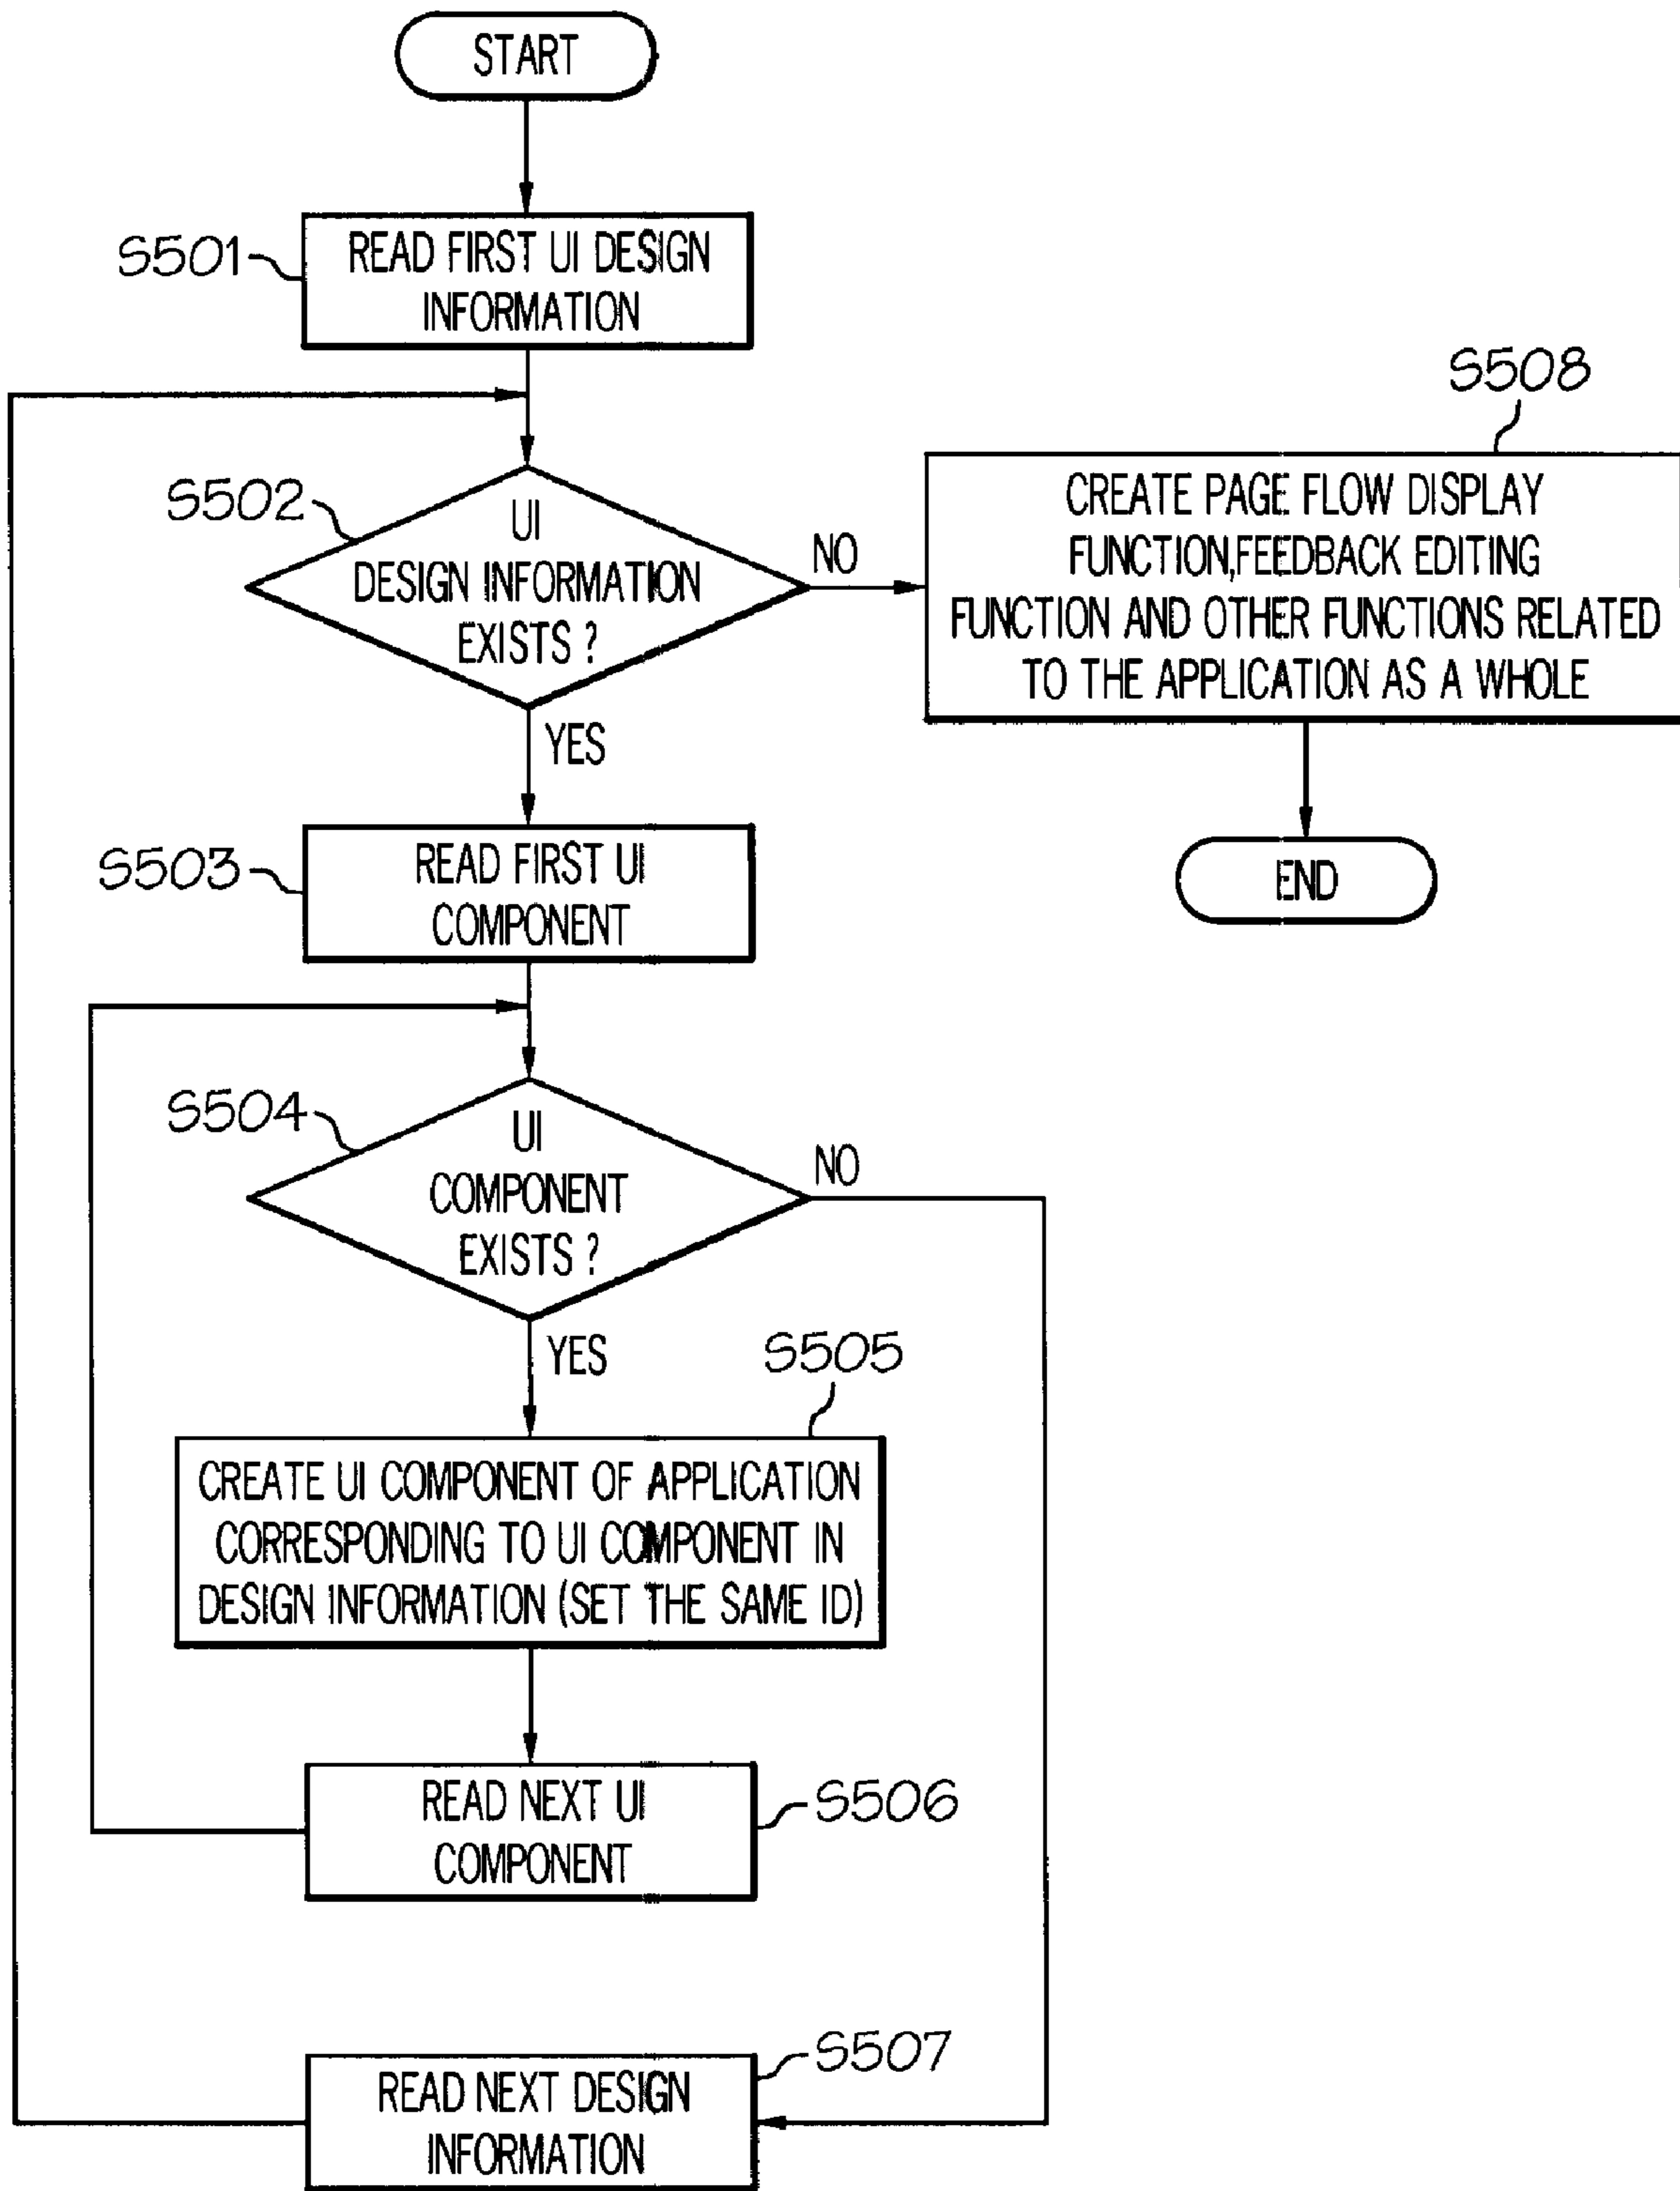 START
S501
READ FIRST UI DESIGN
INFORMATION
S502
UI
DESIGN INFORMATION
EXISTS ?
NO
YES
S508
CREATE PAGE FLOW DISPLAY
FUNCTION,FEEDBACK EDITING
FUNCTION AND OTHER FUNCTIONS RELATED
TO THE APPLICATION AS A WHOLE
END
S503
READ FIRST UI
COMPONENT
S504
UI
COMPONENT
EXISTS ?
NO
YES
S505
CREATE UI COMPONENT OF APPLICATION
CORRESPONDING TO UI COMPONENT IN
DESIGN INFORMATION (SET THE SAME ID)
READ NEXT UI
COMPONENT
S506
S507
READ NEXT DESIGN
INFORMATION